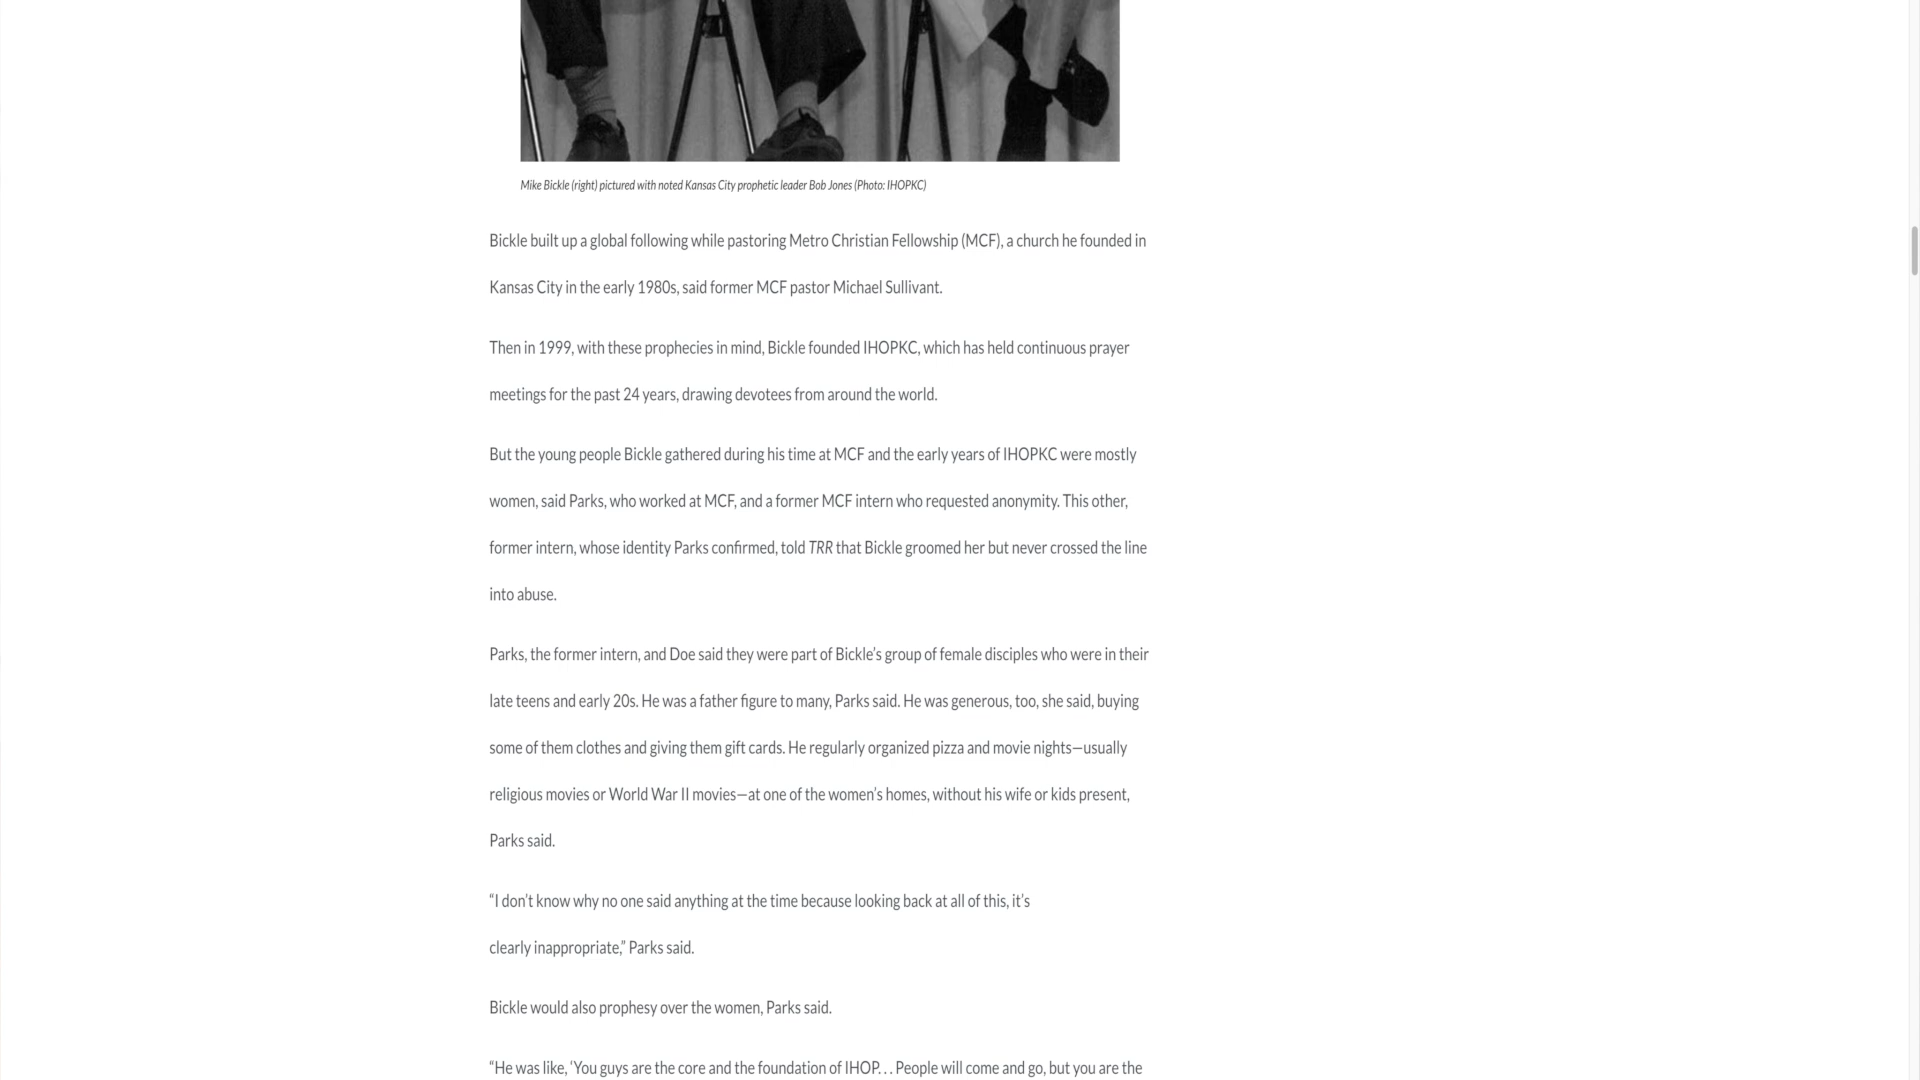 Mike Bickle (right) pictured with noted Kansas City prophetic leader Bob Jones (Photo: IHOPKC)
Bickle built up a global following while pastoring Metro Christian Fellowship (MCF), a church he founded in
Kansas City in the early 1980s, said former MCF pastor Michael Sullivant.
Then in 1999, with these prophecies in mind, Bickle founded IHOPKC, which has held continuous prayer
meetings for the past 24 years, drawing devotees from around the world.
But the young people Bickle gathered during his time at MCF and the early years of IHOPKC were mostly
women, said Parks, who worked at MCF, and a former MCF intern who requested anonymity. This other,
former intern, whose identity Parks confirmed, told TRR that Bickle groomed her but never crossed the line
into abuse.
Parks, the former intern, and Doe said they were part of Bickle’s group of female disciples who were in their
late teens and early 20s. He was a father figure to many, Parks said. He was generous, too, she said, buying
some of them clothes and giving them gift cards. He regularly organized pizza and movie nights—usually
religious movies or World War II movies—at one of the women’s homes, without his wife or kids present,
Parks said.
“I don’t know why no one said anything at the time because looking back at all of this, it’s
clearly inappropriate,” Parks said.
Bickle would also prophesy over the women, Parks said.
“He was like, ‘You guys are the core and the foundation of IHOP. . . People will come and go, but you are the